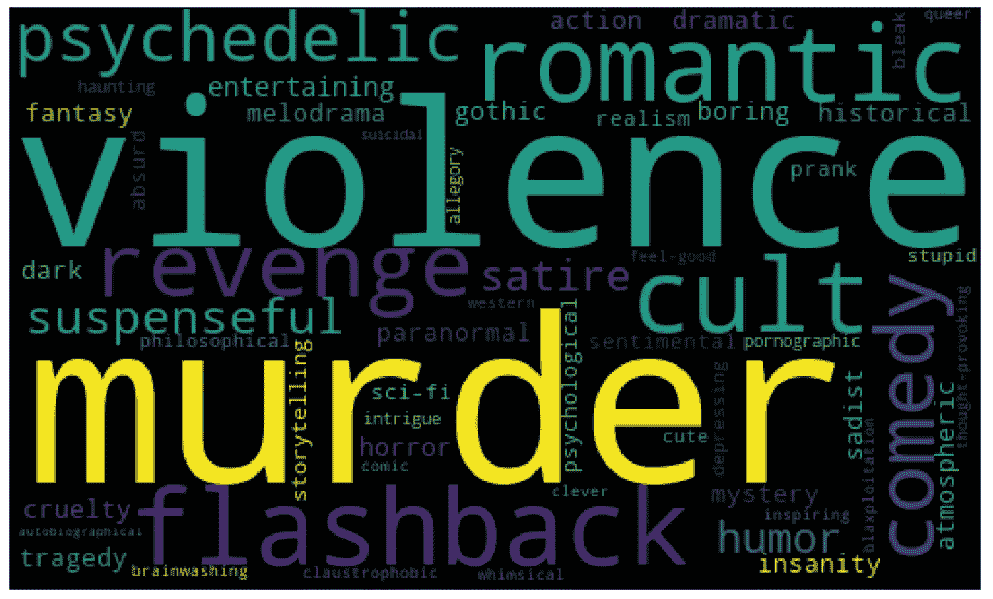 psychedelic
action dramatic
queer
bleak
romantic
haunting
entertaining
fantasy
melodrama
gothic
realism
boring
historical
suicidal
absurd
violence
allegory
prank
revenge
satire
feel-good
stupid
dark
cult
western
suspenseful
paranormal
philosophical
sentimental
pornographic
comedy
thought-provoking
murder
storytelling
psychological
sci-fi
intrigue
horror
comic
cute
depressing
sadist
atmospheric
blaxploitation
clever
mystery
cruelty
flashback
inspiring
autobiographical
humor
tragedy
insanity
brainwashing
claustrophobic
whimsical